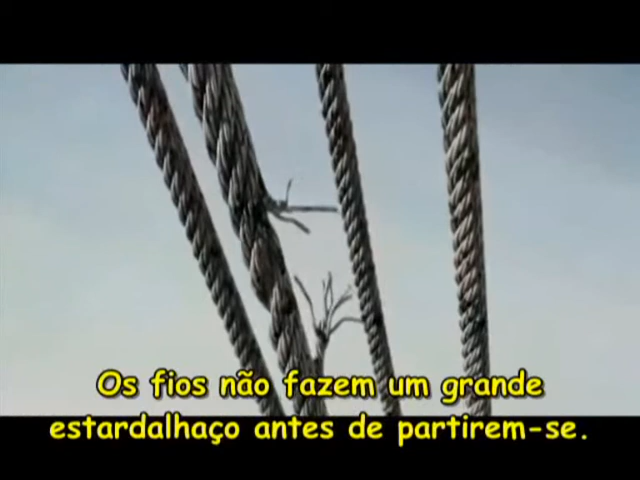 Os fios não fazem um grande
estardalhaço antes de partirem-se.